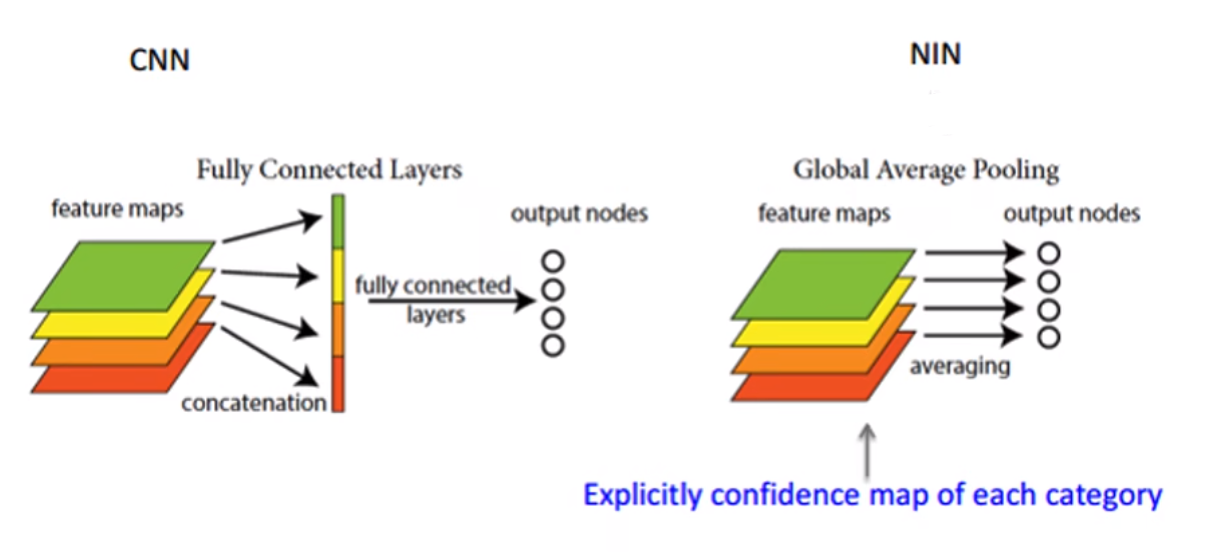 CNN
NIN
Fully Connected Layers
feature maps
output nodes
fully connected
layers
concatenation
Global Average Pooling
feature maps
output nodes
averaging
Explicitly confidence map of each category